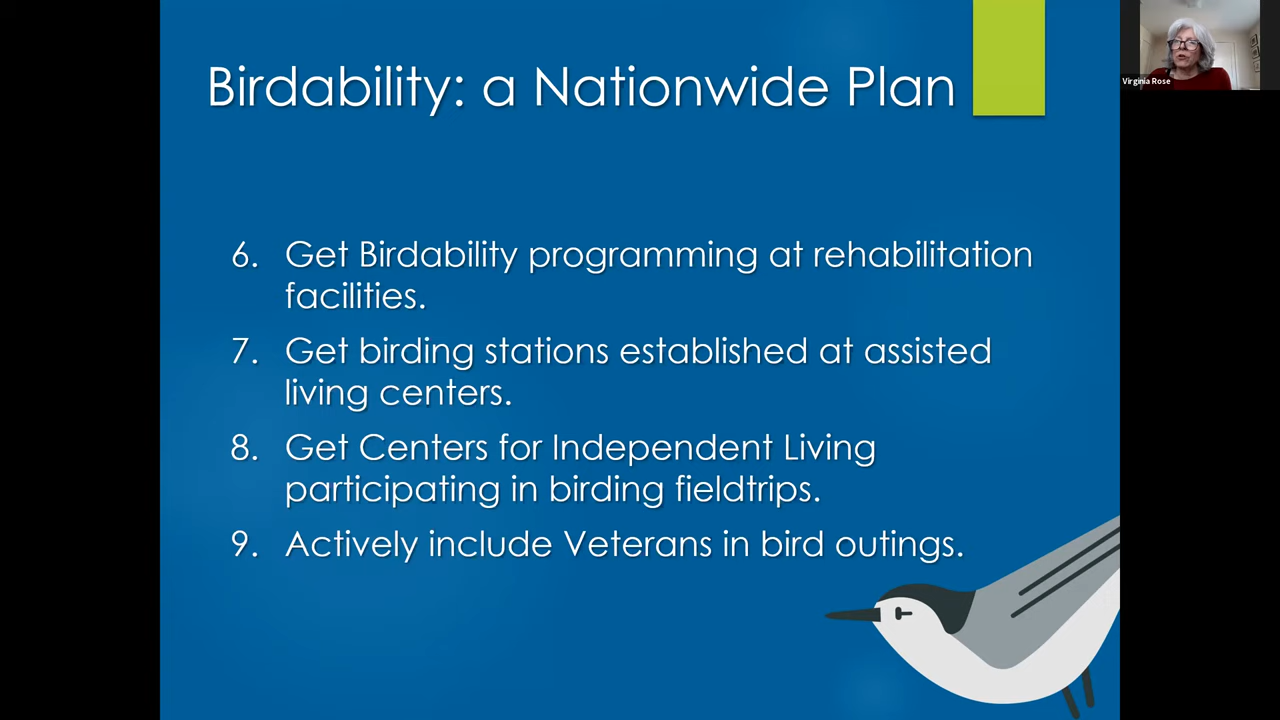 Birdability: a Nationwide Plan
Virginia Rose
6. Get Birdability programming at rehabilitation
facilities.
7. Get birding stations established at assisted
living centers.
8. Get Centers for Independent Living
participating in birding fieldtrips.
9. Actively include Veterans in bird outings.